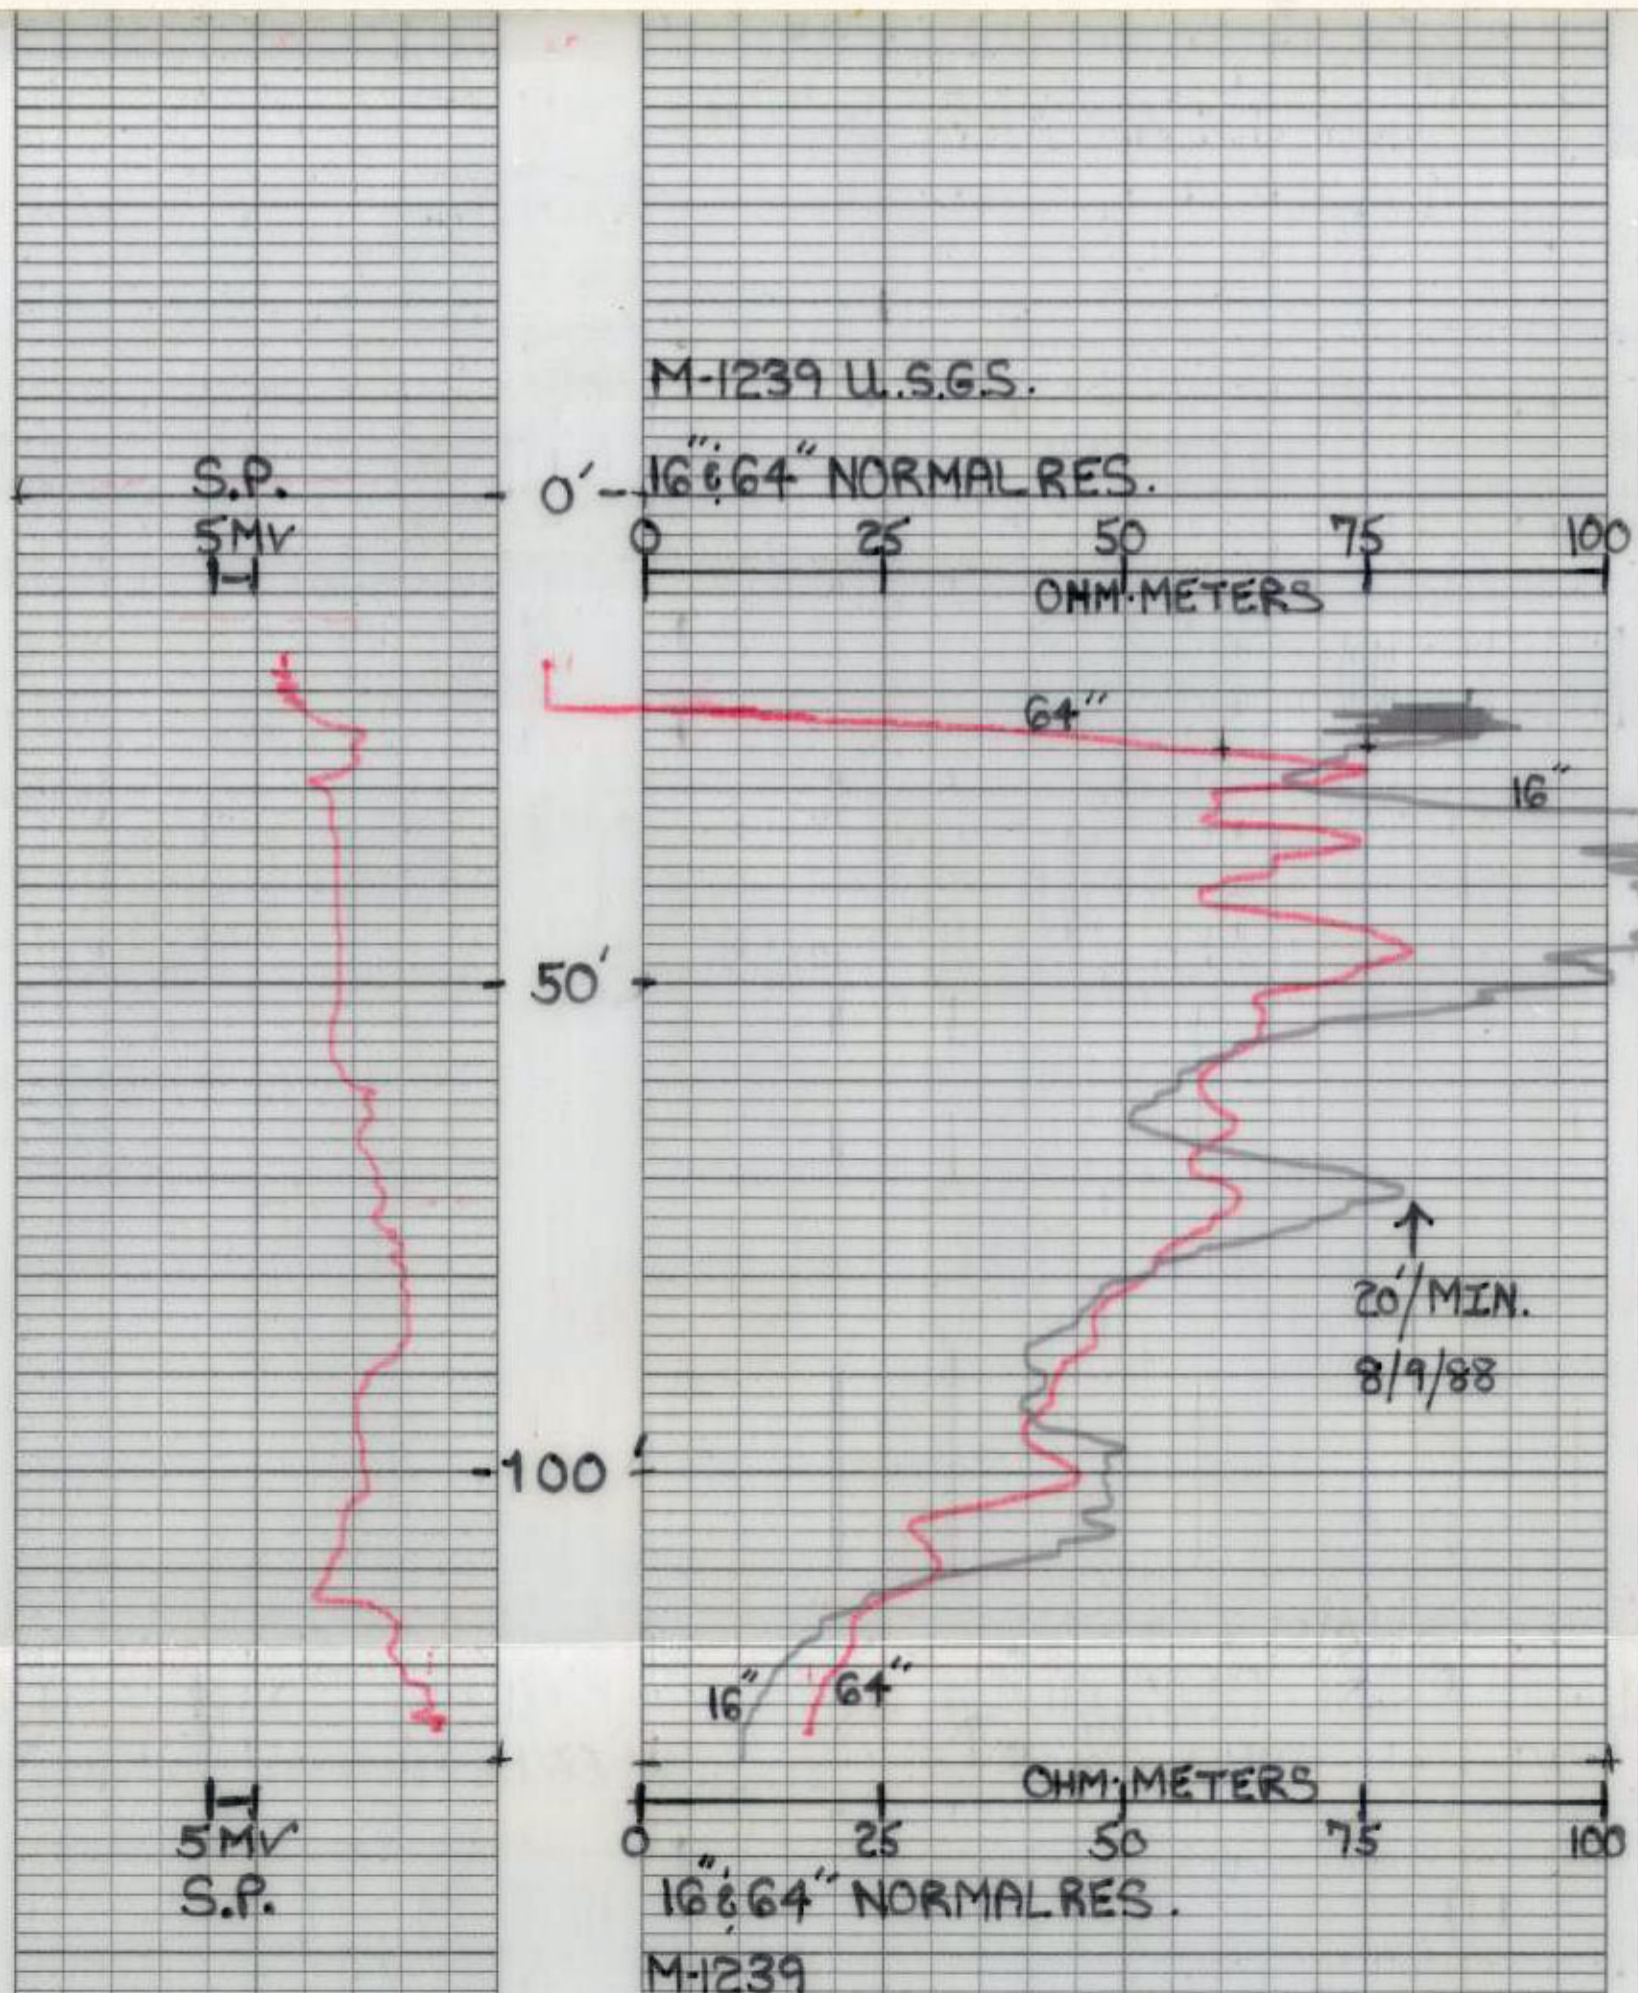 M-1239 U.S.G.S.
S.P.
0'
16" & 64" NORMAL RES.
5MV
0 25 50 75 100
OHM·METERS
64"
16"
50'
20'/MIN.
8/9/88
100'
16"
64"
OHM·METERS
5MV
0 25 50 75 100
S.P.
16" & 64" NORMAL RES.
M-1239